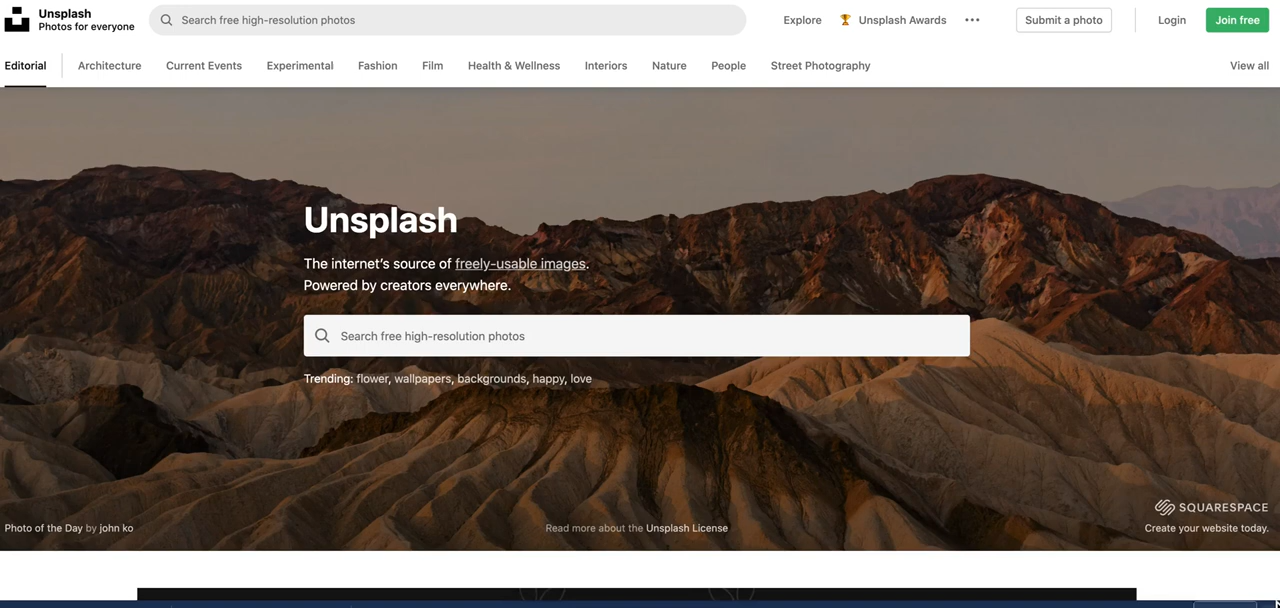 Unsplash
Photos for everyone
Search free high-resolution photos
Explore
Unsplash Awards
Submit a photo
Login
Join free
Editorial
Architecture
Current Events
Experimental
Fashion
Film
Health & Wellness
Interiors
Nature
People
Street Photography
View all
Unsplash
The internet’s source of freely-usable images.
Powered by creators everywhere.
Search free high-resolution photos
Trending: flower, wallpapers, backgrounds, happy, love
SQUARESPACE
Photo of the Day by john ko
Read more about the Unsplash License
Create your website today.